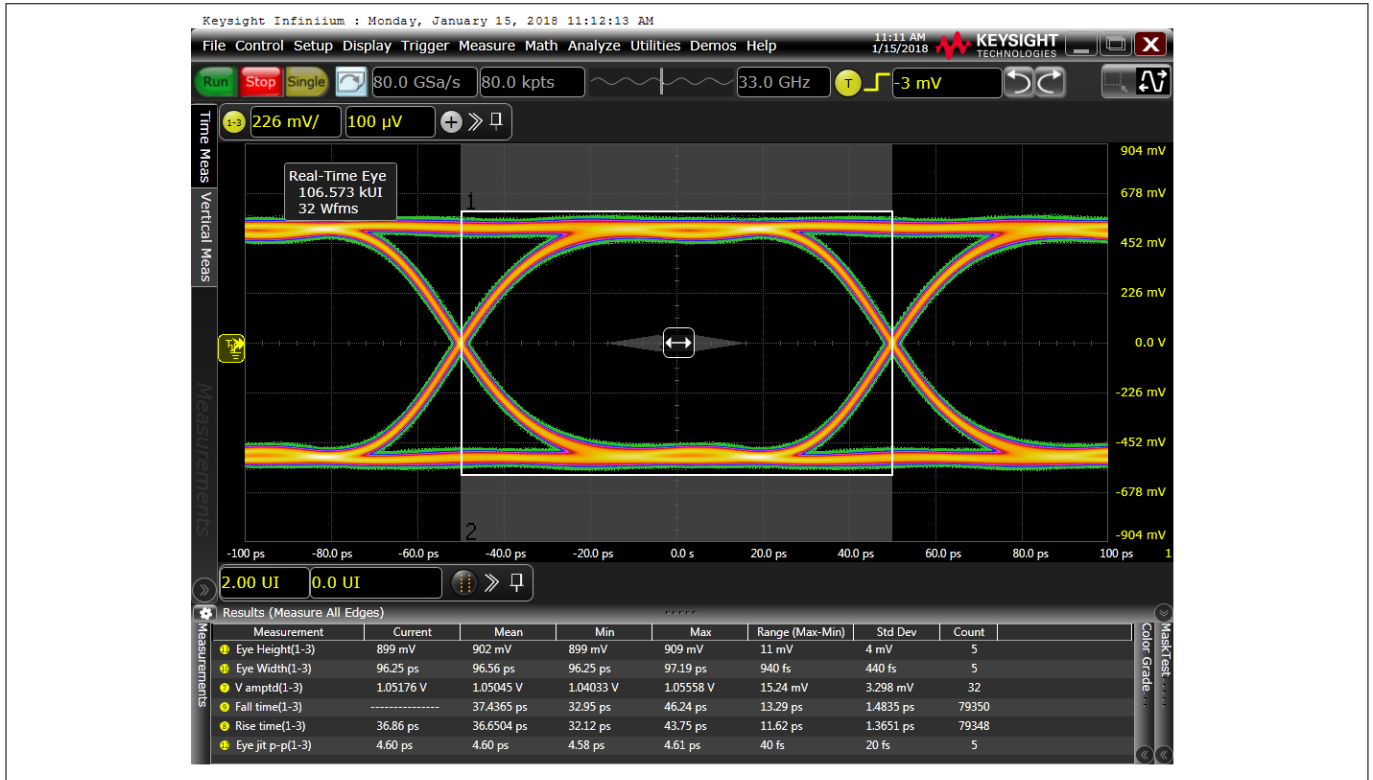 Keysight Infiniium : Monday, January 15, 2018 11:12:13 AM
File Control Setup Display Trigger Measure Math Analyze Utilities Demos Help
11:11 AM
1/15/2018
KEYSIGHT
TECHNOLOGIES
Run Stop Single 80.0 GSa/s 80.0 kpts 33.0 GHz T -3 mV
Time Meas
Vertical Meas
Measurements
1-3 226 mV/ 100 µV
Real-Time Eye
106.573 kUI
32 Wfms
1
2
904 mV
678 mV
452 mV
226 mV
0.0 V
-226 mV
-452 mV
-678 mV
-904 mV
-100 ps -80.0 ps -60.0 ps -40.0 ps -20.0 ps 0.0 s 20.0 ps 40.0 ps 60.0 ps 80.0 ps 100 ps 1
2.00 UI 0.0 UI
Results (Measure All Edges)
Measurements
Measurement Current Mean Min Max Range (Max-Min) Std Dev Count
Eye Height(1-3) 899 mV 902 mV 899 mV 909 mV 11 mV 4 mV 5
Eye Width(1-3) 96.25 ps 96.56 ps 96.25 ps 97.19 ps 940 fs 440 fs 5
V amptd(1-3) 1.05176 V 1.05045 V 1.04033 V 1.05558 V 15.24 mV 3.298 mV 32
Fall time(1-3) --------------- 37.4365 ps 32.95 ps 46.24 ps 13.29 ps 1.4835 ps 79350
Rise time(1-3) 36.86 ps 36.6504 ps 32.12 ps 43.75 ps 11.62 ps 1.3651 ps 79348
Eye jit p-p(1-3) 4.60 ps 4.60 ps 4.58 ps 4.61 ps 40 fs 20 fs 5
Color Grade ...
MaskTest ...